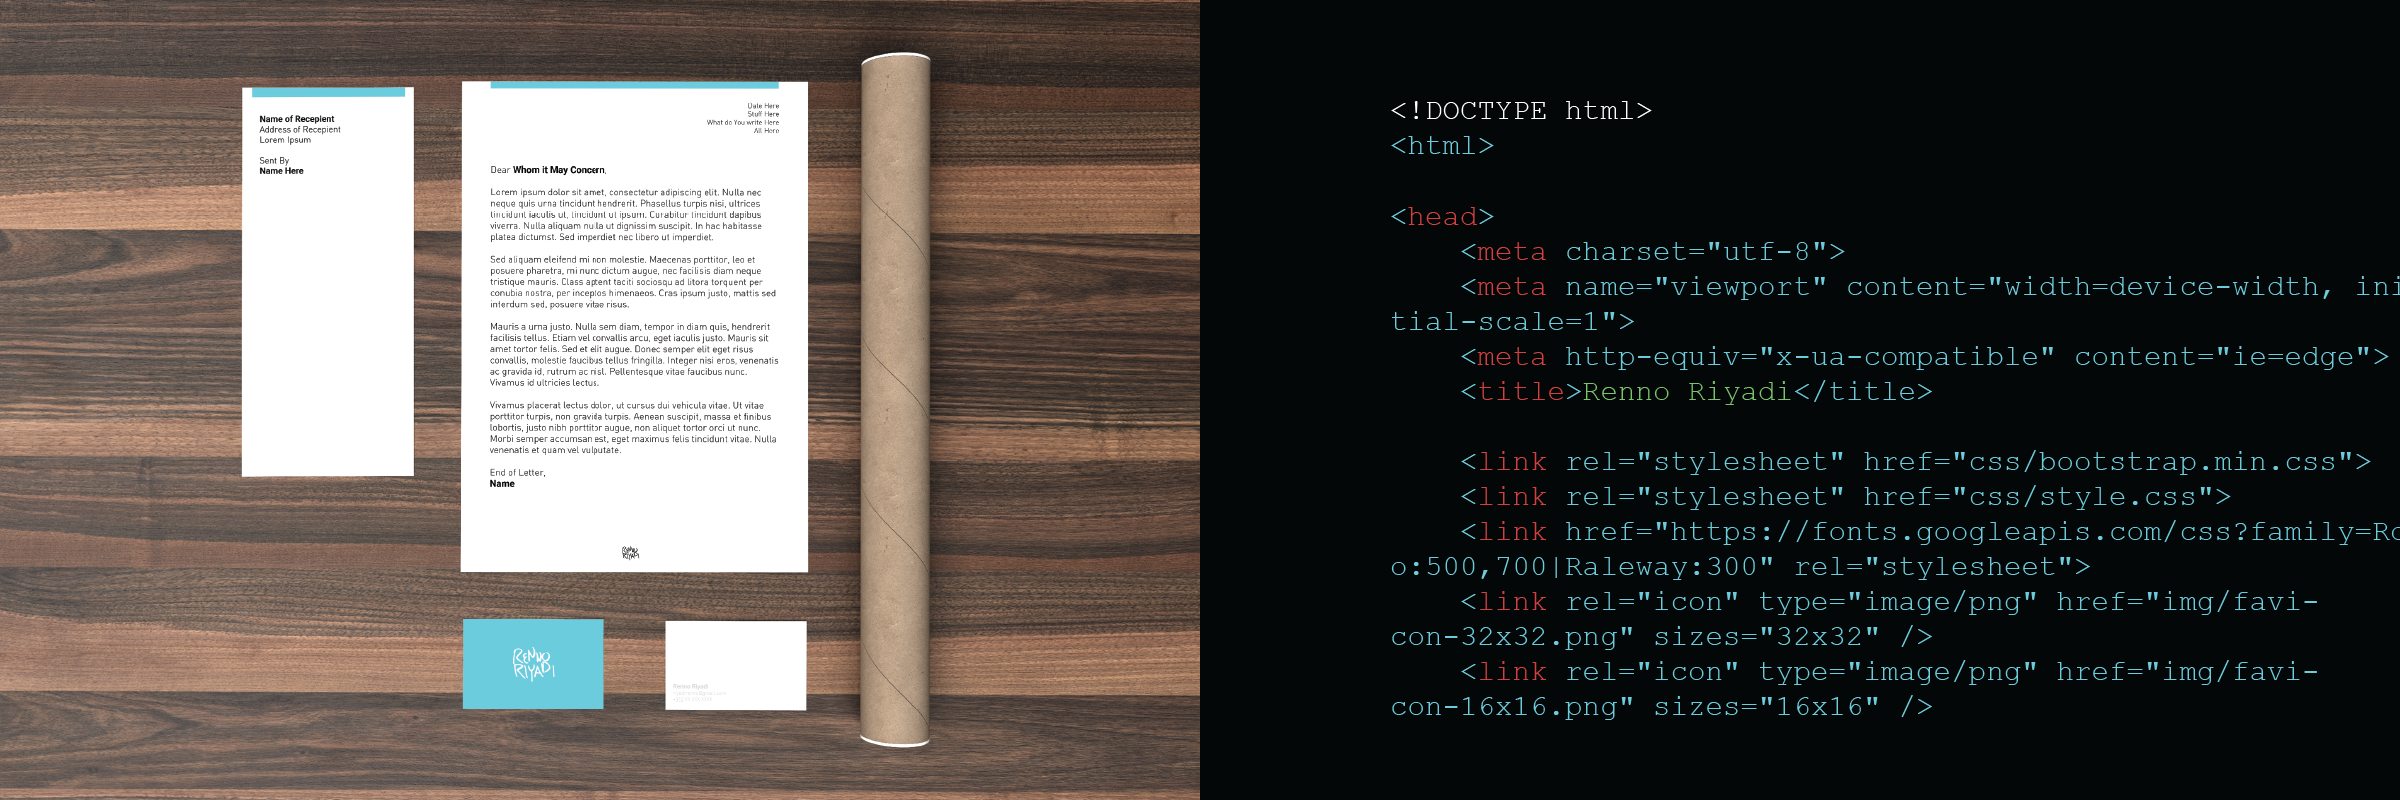 Name of Recepient
Address of Recepient
Lorem Ipsum
Sent By
Name Here
Date Here
Stuff Here
What do You write Here
All Here
Dear Whom it May Concern,
Lorem ipsum dolor sit amet, consectetur adipiscing elit. Nulla nec
neque quis urna tincidunt hendrerit. Phasellus turpis nisi, ultrices
tincidunt iaculis ut, tincidunt ut ipsum. Curabitur tincidunt dapibus
viverra. Nulla aliquam nulla ut dignissim suscipit. In hac habitasse
platea dictumst. Sed imperdiet nec libero ut imperdiet.
Sed aliquam eleifend mi non molestie. Maecenas porttitor, leo et
posuere pharetra, mi nunc dictum augue, nec facilisis diam neque
tristique mauris. Class aptent taciti sociosqu ad litora torquent per
conubia nostra, per inceptos himenaeos. Cras ipsum justo, mattis sed
interdum sed, posuere vitae risus.
Mauris a urna justo. Nulla sem diam, tempor in diam quis, hendrerit
facilisis tellus. Etiam vel convallis arcu, eget iaculis justo. Mauris sit
amet tortor felis. Sed et elit augue. Donec semper elit eget risus
convallis, molestie faucibus tellus fringilla. Integer nisi eros, venenatis
ac gravida id, rutrum ac nisl. Pellentesque vitae faucibus nunc.
Vivamus id ultricies lectus.
Vivamus placerat lectus dolor, ut cursus dui vehicula vitae. Ut vitae
porttitor turpis, non gravida turpis. Aenean suscipit, massa et finibus
lobortis, justo nibh porttitor augue, non aliquet tortor orci ut nunc.
Morbi semper accumsan est, eget maximus felis tincidunt vitae. Nulla
venenatis et quam vel vulputate.
End of Letter,
Name
RENNO
RIYADI
RENNO
RIYADI
Renno Riyadi
<!DOCTYPE html>
<html>
<head>
<meta charset="utf-8">
<meta name="viewport" content="width=device-width, ini
tial-scale=1">
<meta http-equiv="x-ua-compatible" content="ie=edge">
<title>Renno Riyadi</title>
<link rel="stylesheet" href="css/bootstrap.min.css">
<link rel="stylesheet" href="css/style.css">
<link href="https://fonts.googleapis.com/css?family=Ro
o:500,700|Raleway:300" rel="stylesheet">
<link rel="icon" type="image/png" href="img/favi-
con-32x32.png" sizes="32x32" />
<link rel="icon" type="image/png" href="img/favi-
con-16x16.png" sizes="16x16" />